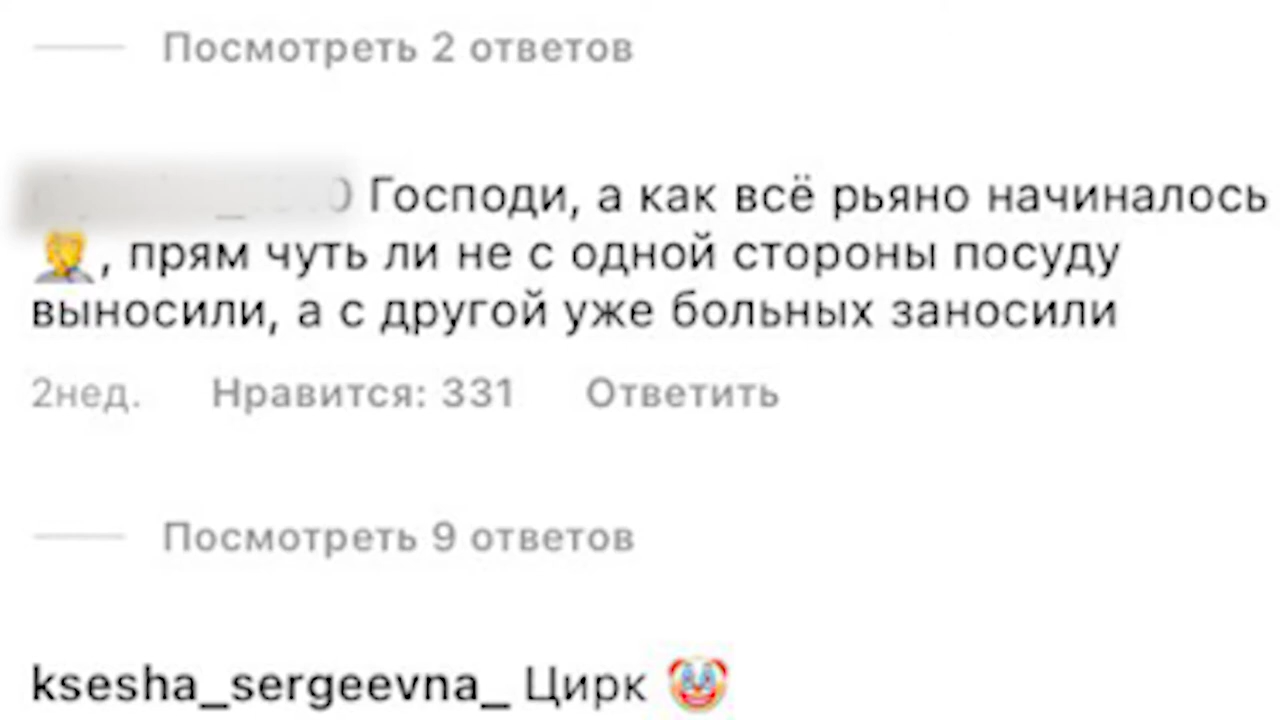 Посмотреть 2 ответов
Господи, а как всё рьяно начиналось
🤦, прям чуть ли не с одной стороны посуду
выносили, а с другой уже больных заносили
2нед. Нравится: 331 Ответить
Посмотреть 9 ответов
ksesha_sergeevna_ Цирк 🤡